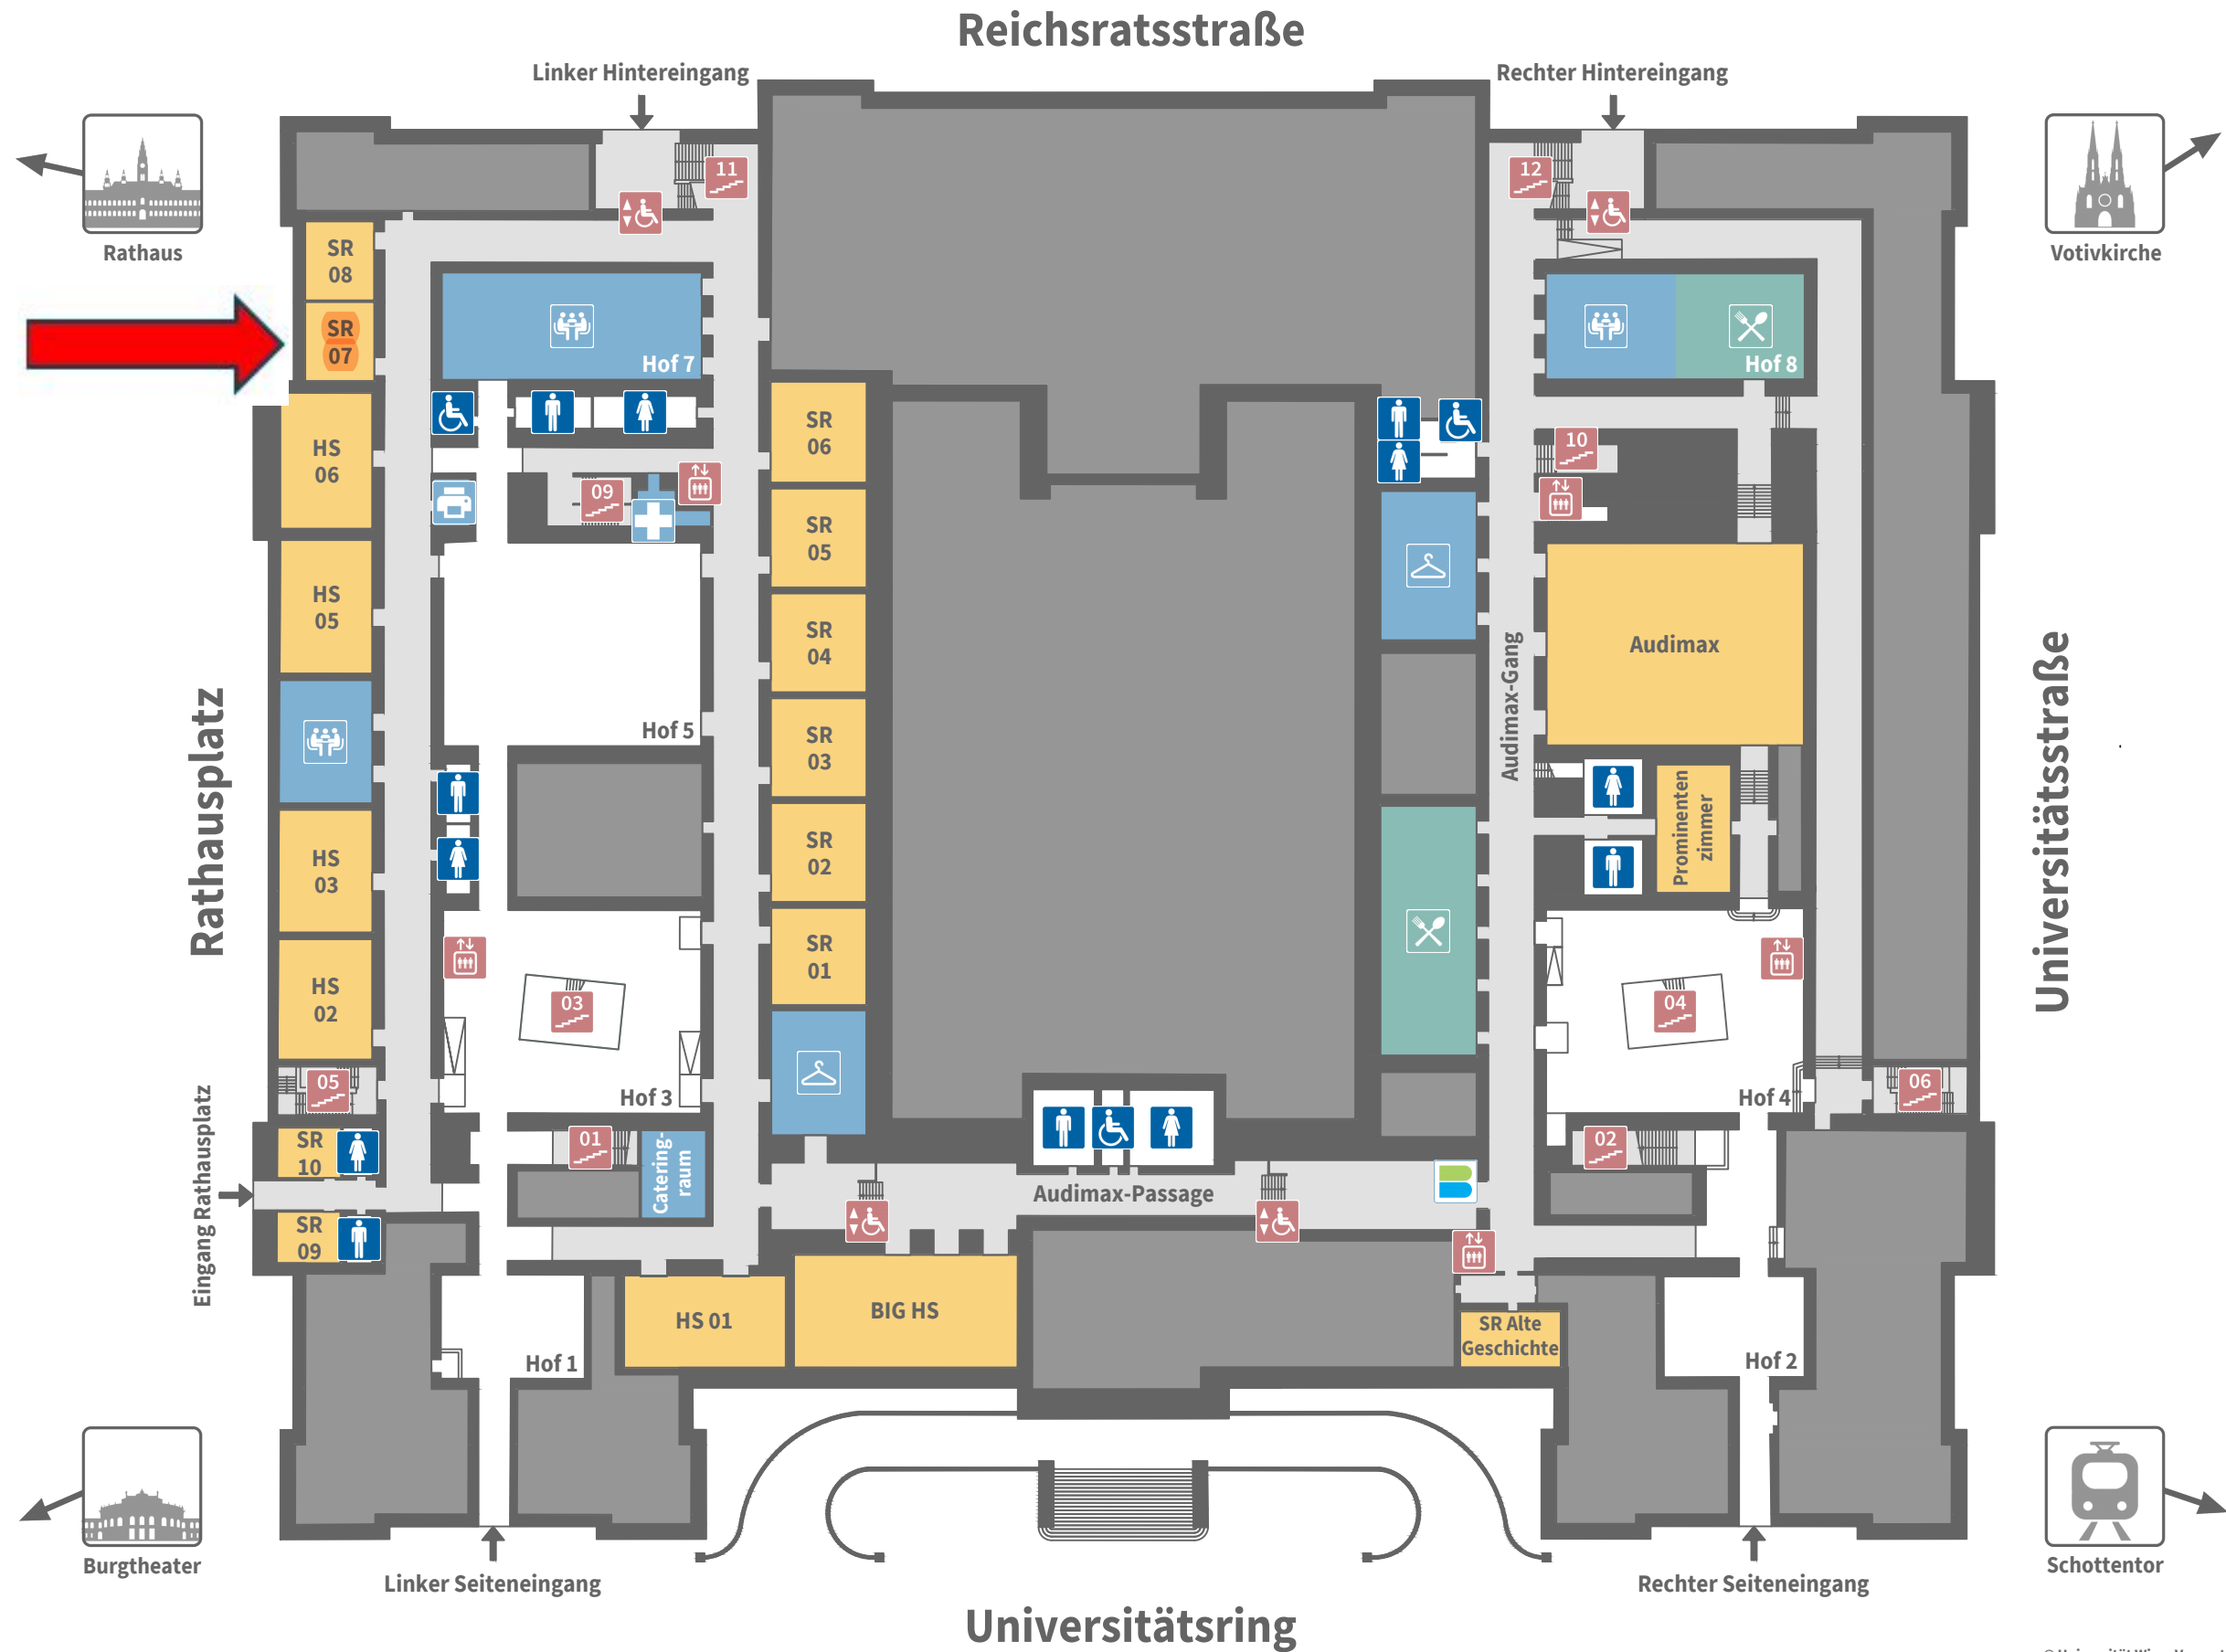 Reichsratsstraße
Linker Hintereingang
Rechter Hintereingang
Rathaus
Votivkirche
11
12
SR
08
SR
07
Hof 7
Hof 8
HS
06
SR
06
10
09
SR
05
HS
05
SR
04
Audimax
Audimax-Gang
Hof 5
SR
03
Rathausplatz
Universitätsstraße
HS
03
SR
02
Prominenten
zimmer
HS
02
SR
01
03
04
05
Hof 3
Hof 4
06
Eingang Rathausplatz
SR
10
01
Catering-
raum
02
Audimax-Passage
SR
09
HS 01
BIG HS
SR Alte
Geschichte
Hof 1
Hof 2
Burgtheater
Schottentor
Linker Seiteneingang
Rechter Seiteneingang
Universitätsring